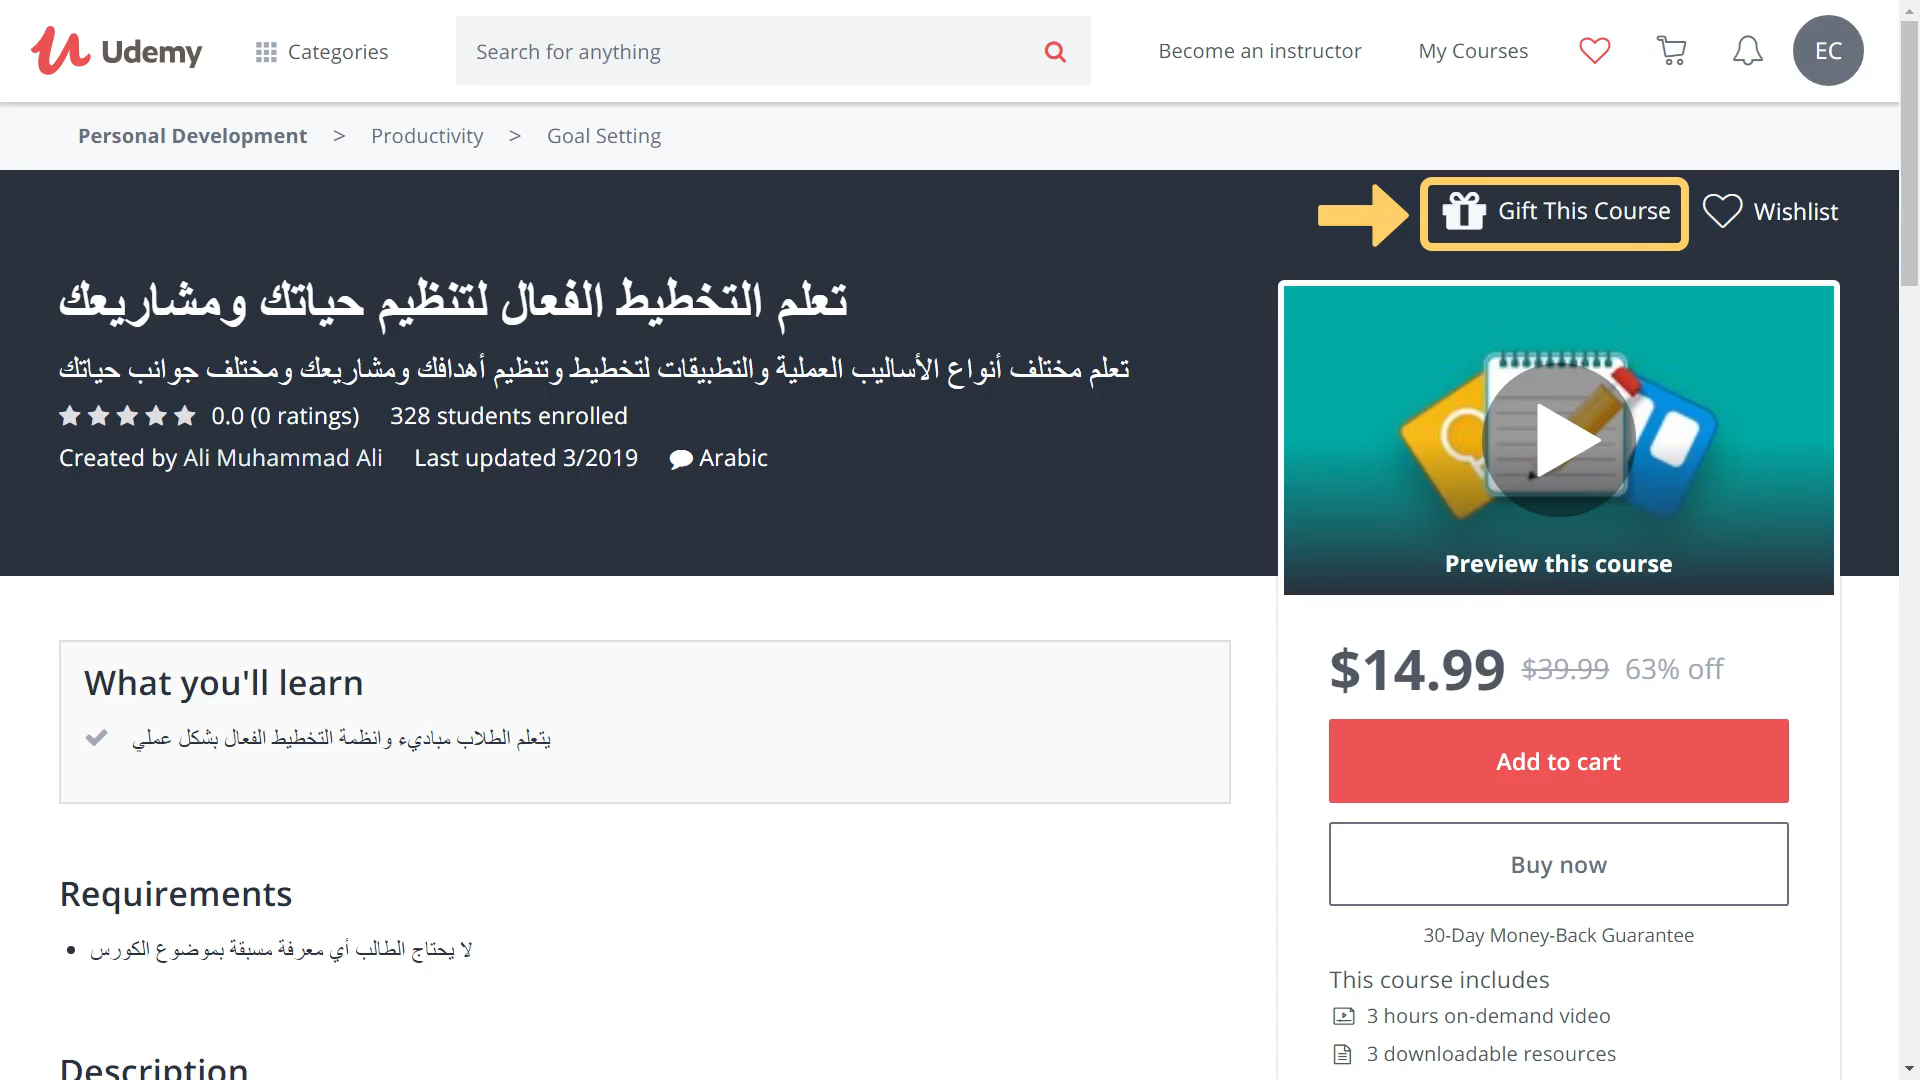 Udemy
Categories
Search for anything
Become an instructor
My Courses
EC
Personal Development > Productivity > Goal Setting
Gift This Course
Wishlist
تعلم التخطيط الفعال لتنظيم حياتك ومشاريعك
تعلم مختلف أنواع الأساليب العملية والتطبيقات لتخطيط وتنظيم أهدافك ومشاريعك ومختلف جوانب حياتك
0.0 (0 ratings) 328 students enrolled
Created by Ali Muhammad Ali Last updated 3/2019 Arabic
Preview this course
$14.99 $39.99 63% off
Add to cart
Buy now
30-Day Money-Back Guarantee
This course includes
3 hours on-demand video
3 downloadable resources
What you'll learn
يتعلم الطلاب مباديء وانظمة التخطيط الفعال بشكل عملي
Requirements
لا يحتاج الطالب أي معرفة مسبقة بموضوع الكورس
Description